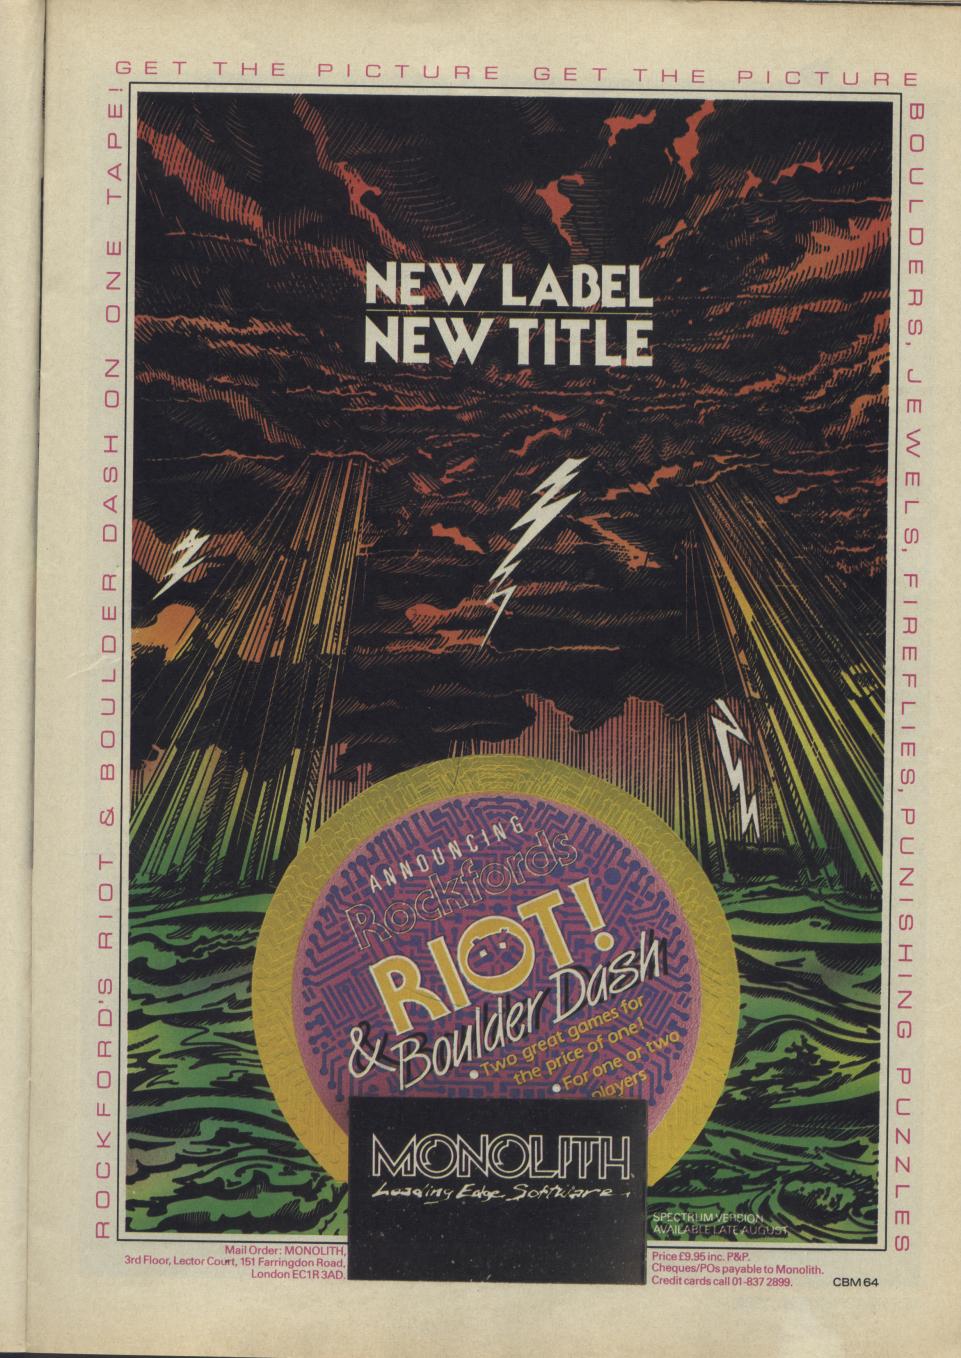 GET THE PICTURE GET THE PICTURE
BOULDERS, JEWELS, FIREFLIES, PUNISHING PUZZLES
ROCKFORD'S RIOT & BOULDER DASH ON ONE TAPE!
NEW LABEL
NEW TITLE
ANNOUNCING
Rockfords
RIOT!
& Boulder Dash
• Two great games for
the price of one!
• For one or two
players
MONOLITH
Leading Edge Software
SPECTRUM VERSION
AVAILABLE LATE AUGUST
Mail Order: MONOLITH,
3rd Floor, Lector Court, 151 Farringdon Road,
London EC1R 3AD.
Price £9.95 inc. P&P.
Cheques/POs payable to Monolith.
Credit cards call 01-837 2899.
CBM 64